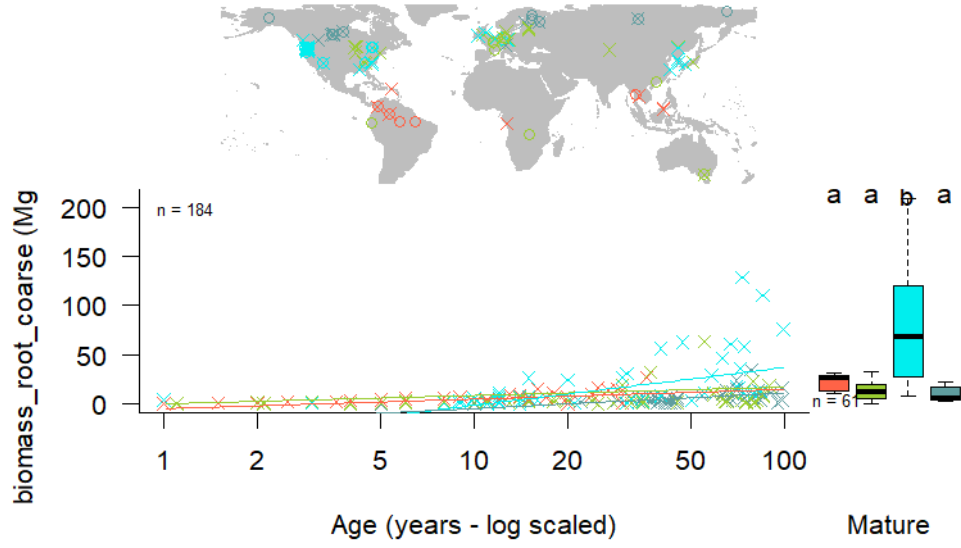 biomass_root_coarse (Mg
200
150
100
50
0
n = 184
a a b a
n = 61
1 2 5 10 20 50 100
Age (years - log scaled)
Mature